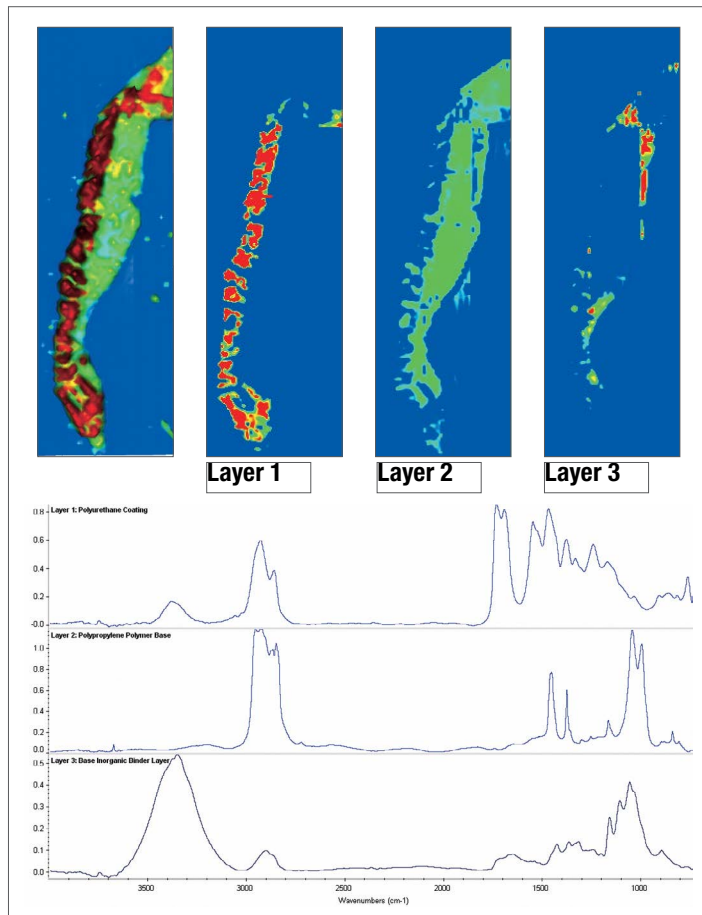 Layer 1
Layer 2
Layer 3
Layer 1: Polyurethane Coating
0.8
0.6
0.4
0.2
-0.0
Layer 2: Polypropylene Polymer Base
1.0
0.8
0.6
0.4
0.2
0.0
Layer 3: Base Inorganic Binder Layer
0.5
0.4
0.3
0.2
0.1
0.0
3500 3000 2500 2000 1500 1000
Wavenumbers (cm-1)